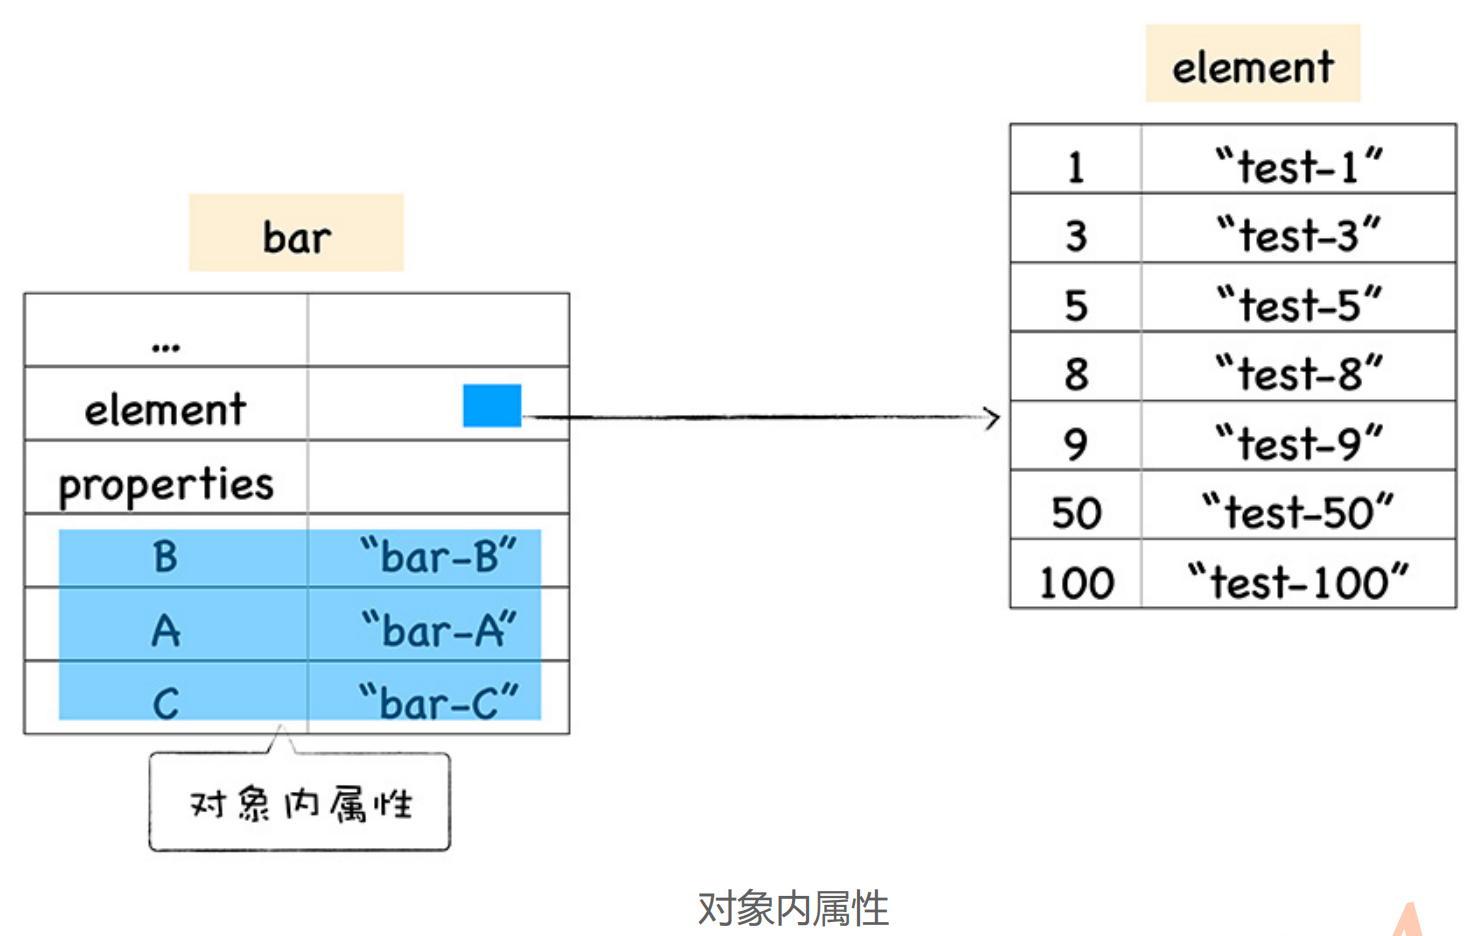 element
1 “test-1”
3 “test-3”
5 “test-5”
8 “test-8”
9 “test-9”
50 “test-50”
100 “test-100”
bar
...
element
properties
B “bar-B”
A “bar-A”
C “bar-C”
对象内属性
对象内属性